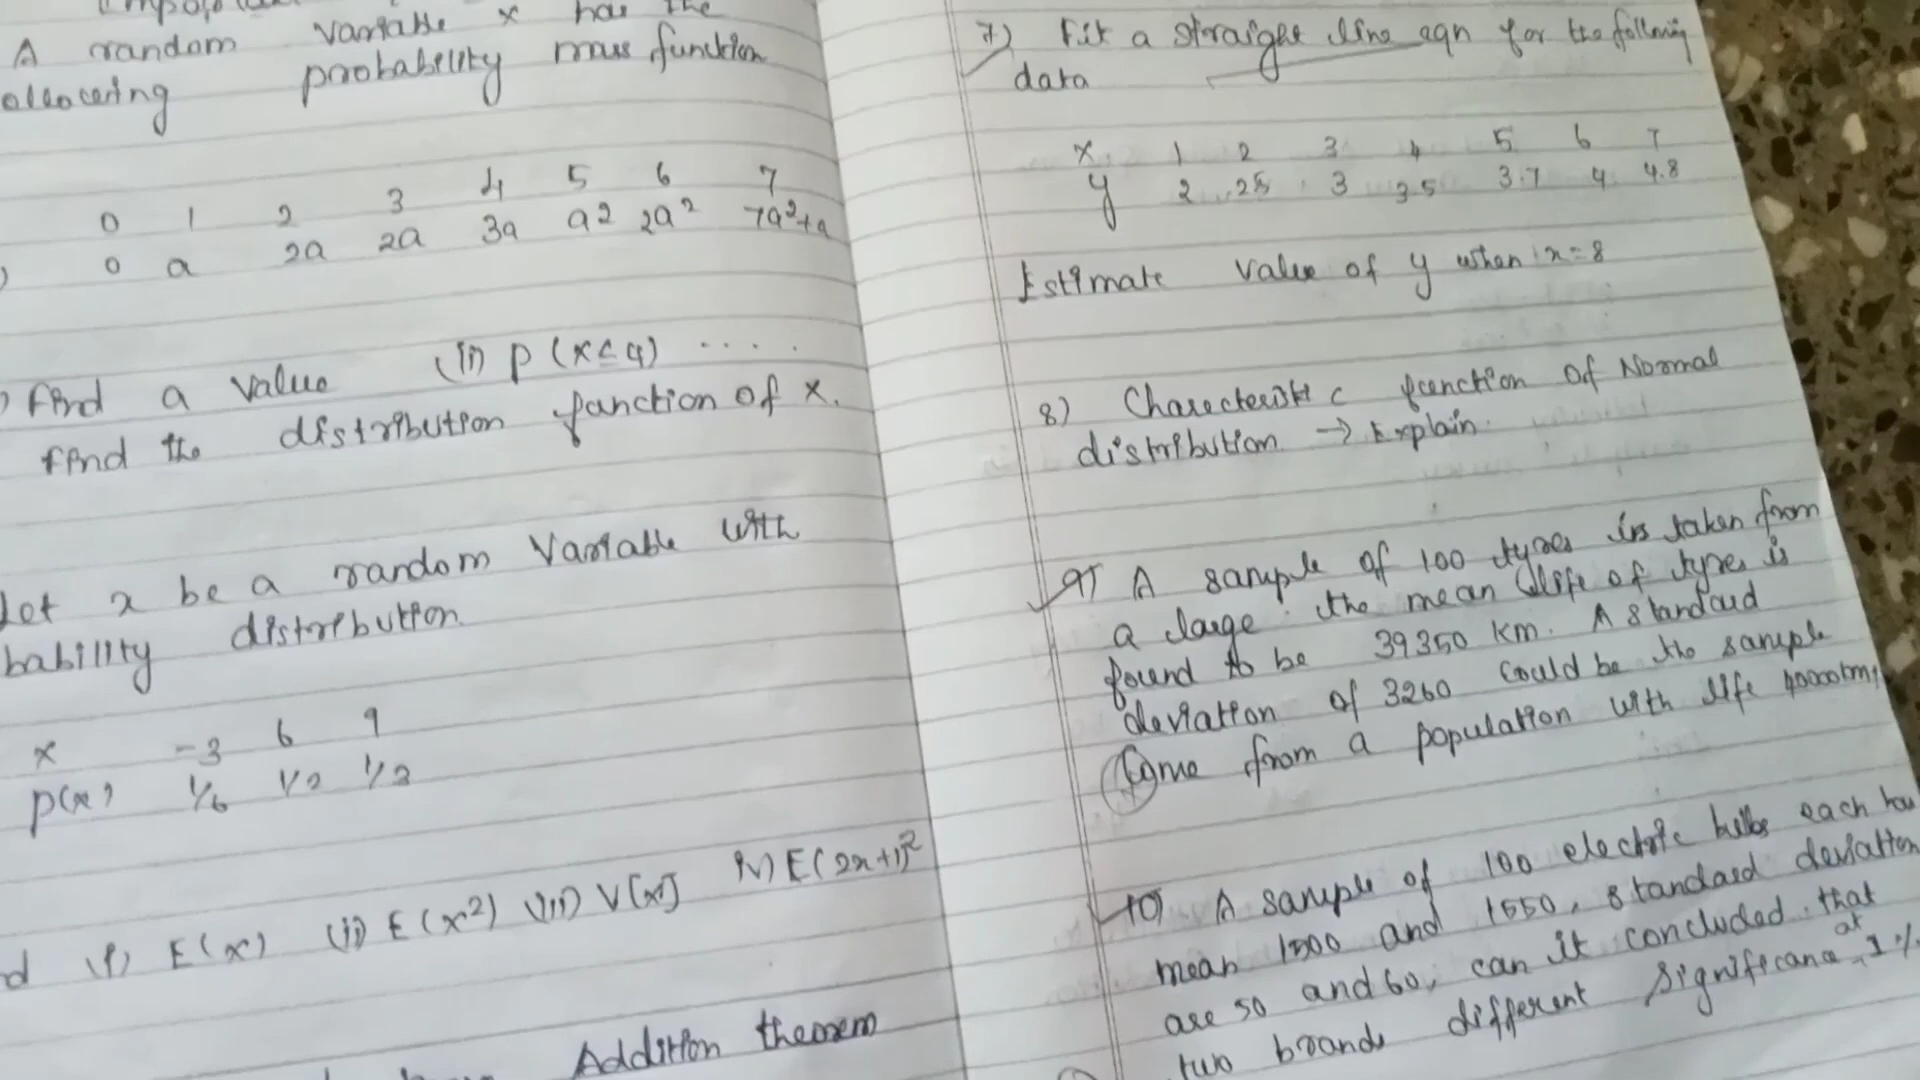 A random variable x has the
probability mass function
0 1 2 3 4 5 6 7
0 a 2a 2a 3a a2 2a² 7a²+a
find a value (ii) P(x≤4) .....
find the distribution function of x.
Let x be a random variable with
bability distribution
x -3 6 9
p(x) 1/6 1/2 1/3
d (i) E(x) (ii) E(x²) (iii) V[x] iv) E(2x+1)²
Addition theorem
7) Fit a straight line eqn for the following
data
x 1 2 3 4 5 6 7
y 2 25 3 35 3.7 4 4.8
Estimate value of y when x=8
8) Charecteristic function of Normal
distribution → Explain
9) A sample of 100 tyres is taken from
a large the mean life of tyres is
found to be 39350 km. A standard
deviation of 3260 could be the sample
come from a population with life 40000km,
10) A sample of 100 electric bulbs each has
mean 1500 and 1550, standard deviation
are 50 and 60, can it concluded that
two brands different significance at 1%